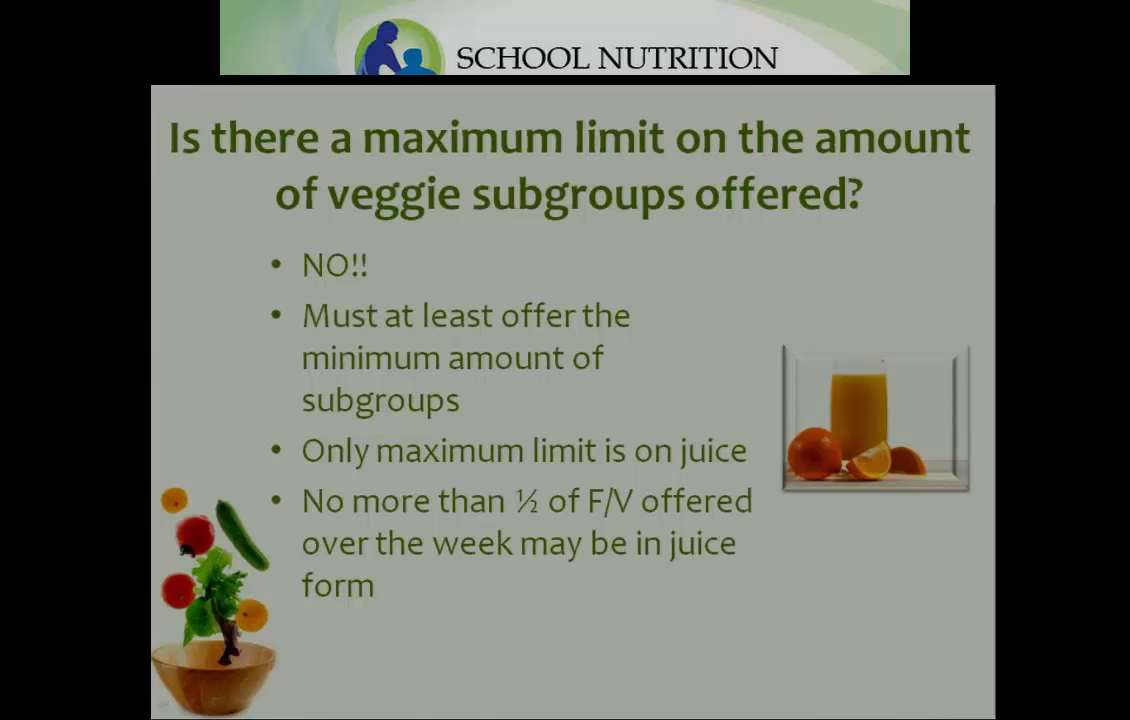 SCHOOL NUTRITION
Is there a maximum limit on the amount
of veggie subgroups offered?
• NO!!
• Must at least offer the
minimum amount of
subgroups
• Only maximum limit is on juice
• No more than ½ of F/V offered
over the week may be in juice
form